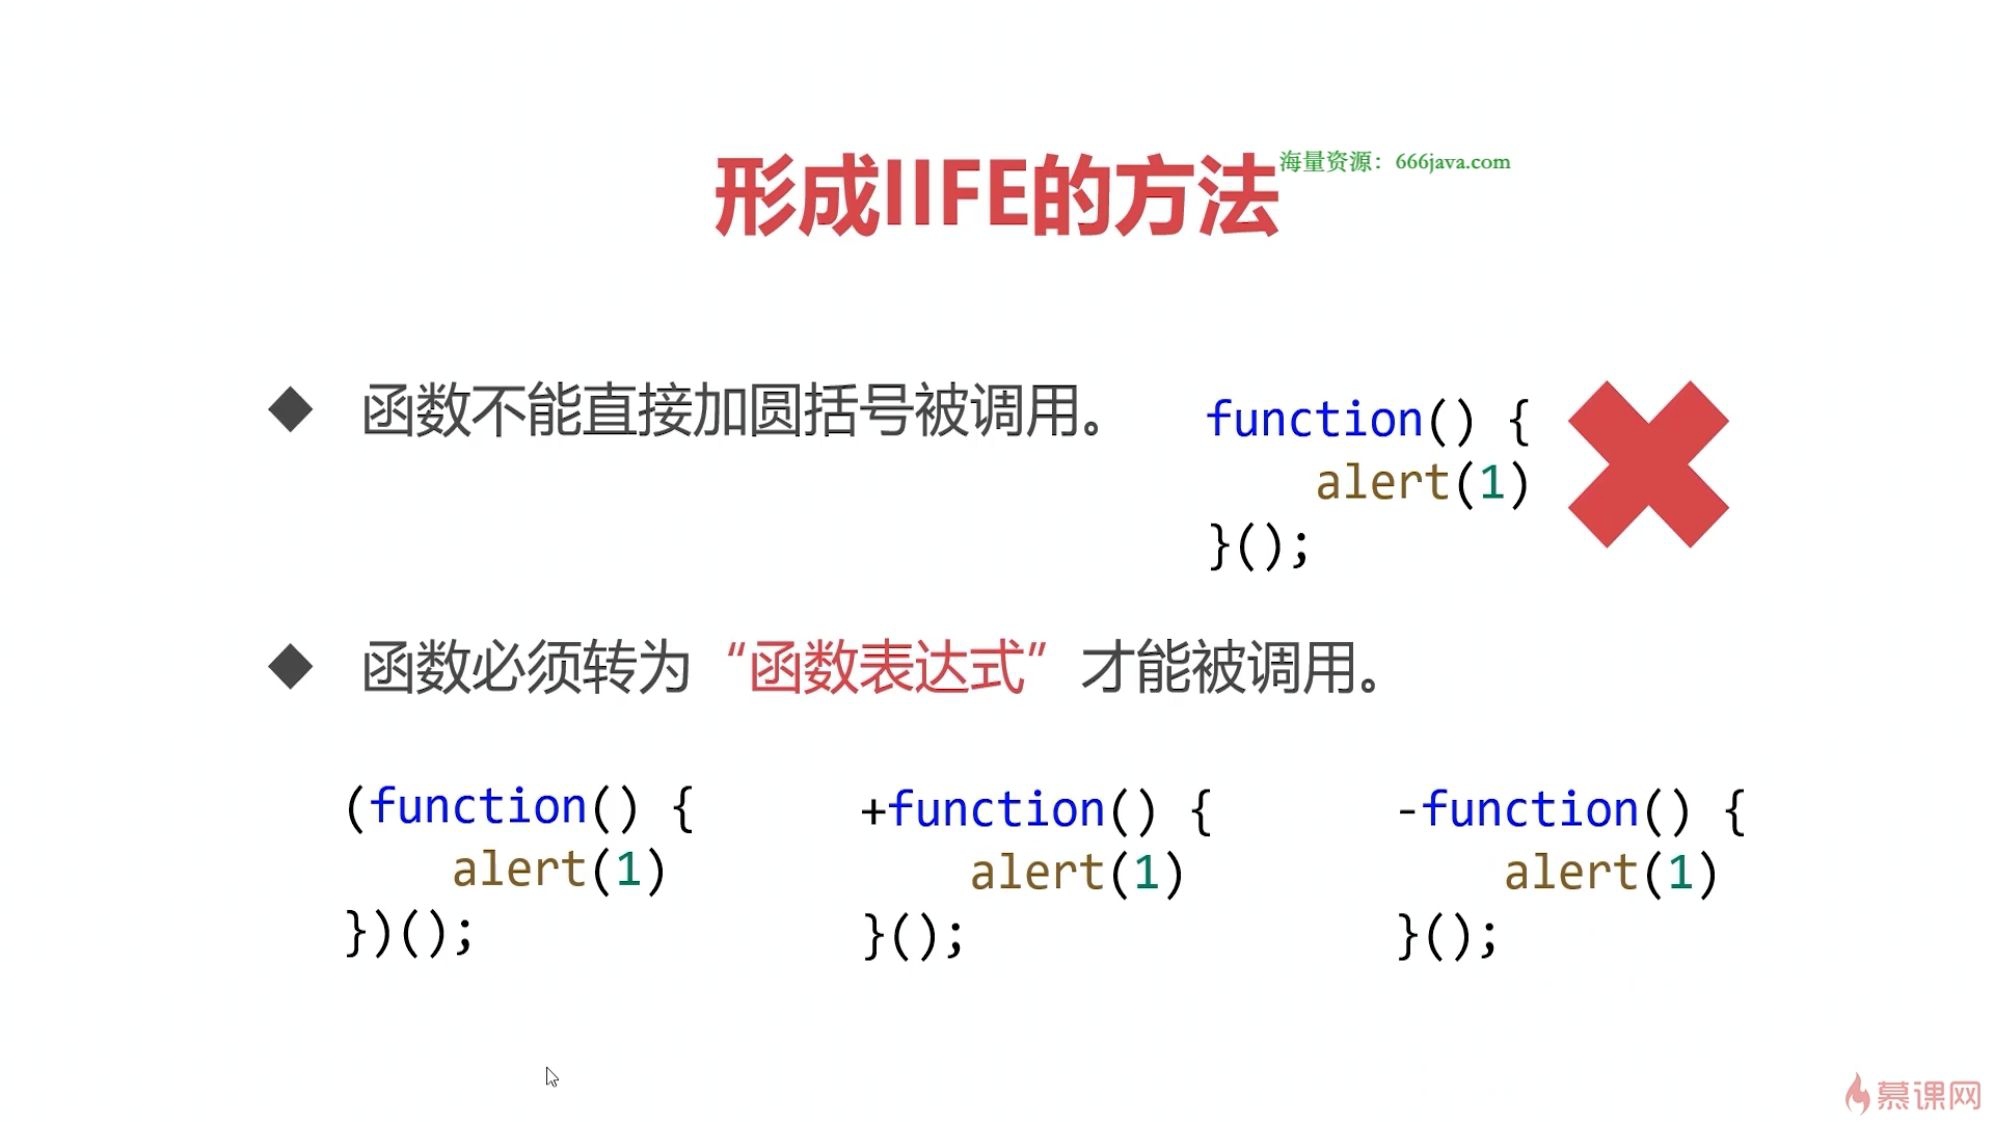 形成IIFE的方法
海量资源：666java.com
◆ 函数不能直接加圆括号被调用。
function() {
    alert(1)
}();
◆ 函数必须转为“函数表达式”才能被调用。
(function() {
    alert(1)
})();
+function() {
    alert(1)
}();
-function() {
    alert(1)
}();
慕课网